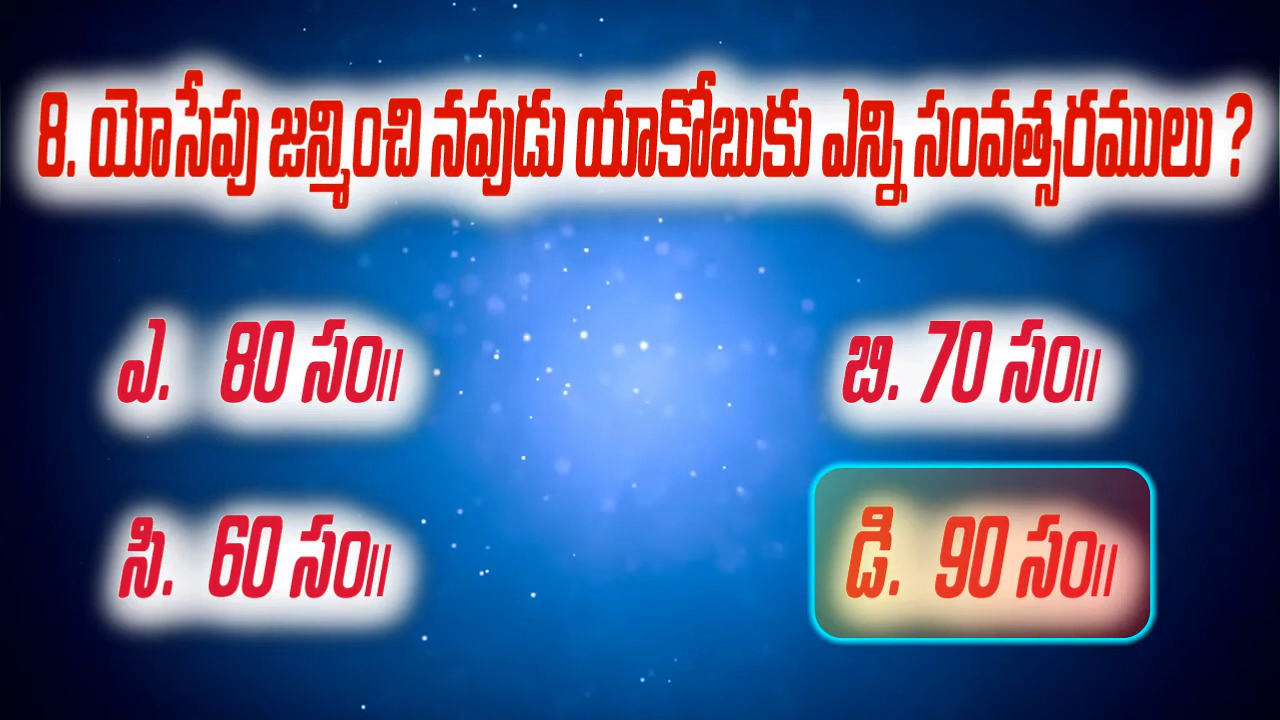 8. యోసేపు జన్మించి నపుడు యాకోబుకు ఎన్ని సంవత్సరములు ?
ఎ. 80 సం||
బి. 70 సం||
సి. 60 సం||
డి. 90 సం||